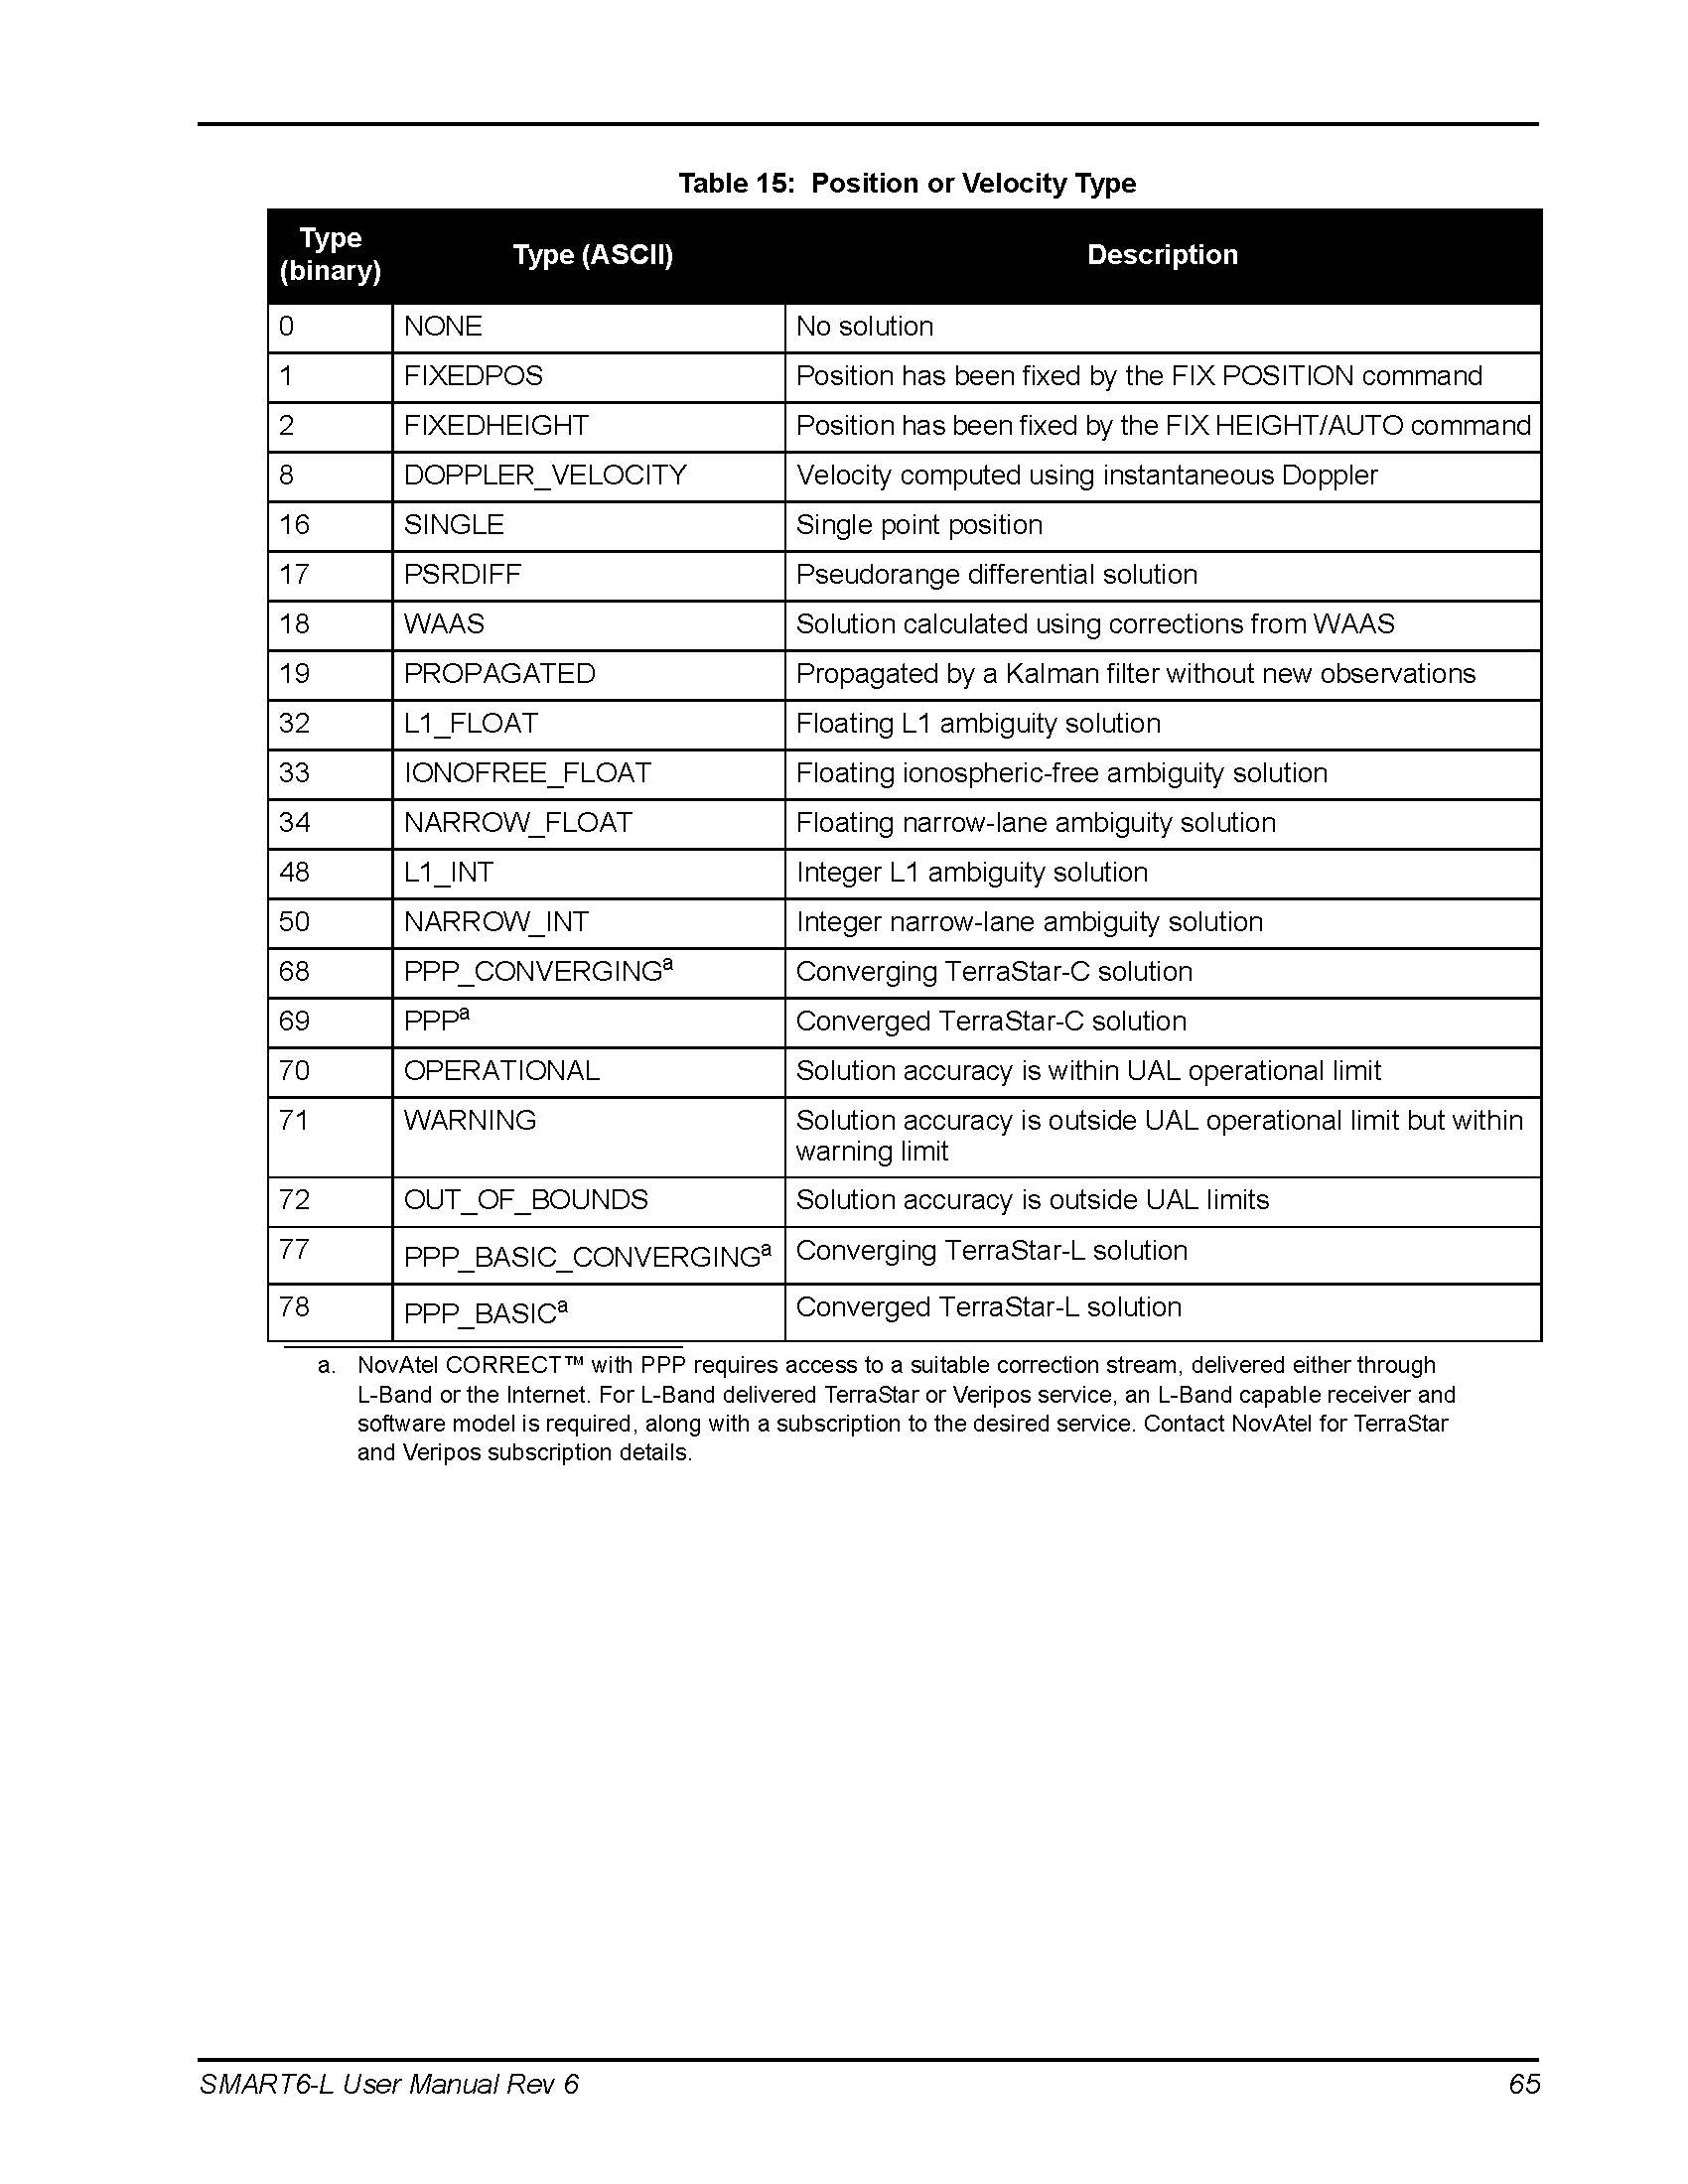 Table 15: Position or Velocity Type
Type (binary) Type (ASCII) Description
0 NONE No solution
1 FIXEDPOS Position has been fixed by the FIX POSITION command
2 FIXEDHEIGHT Position has been fixed by the FIX HEIGHT/AUTO command
8 DOPPLER_VELOCITY Velocity computed using instantaneous Doppler
16 SINGLE Single point position
17 PSRDIFF Pseudorange differential solution
18 WAAS Solution calculated using corrections from WAAS
19 PROPAGATED Propagated by a Kalman filter without new observations
32 L1_FLOAT Floating L1 ambiguity solution
33 IONOFREE_FLOAT Floating ionospheric-free ambiguity solution
34 NARROW_FLOAT Floating narrow-lane ambiguity solution
48 L1_INT Integer L1 ambiguity solution
50 NARROW_INT Integer narrow-lane ambiguity solution
68 PPP_CONVERGINGa Converging TerraStar-C solution
69 PPPa Converged TerraStar-C solution
70 OPERATIONAL Solution accuracy is within UAL operational limit
71 WARNING Solution accuracy is outside UAL operational limit but within
warning limit
72 OUT_OF_BOUNDS Solution accuracy is outside UAL limits
77 PPP_BASIC_CONVERGINGa Converging TerraStar-L solution
78 PPP_BASICa Converged TerraStar-L solution
a. NovAtel CORRECT™ with PPP requires access to a suitable correction stream, delivered either through
L-Band or the Internet. For L-Band delivered TerraStar or Veripos service, an L-Band capable receiver and
software model is required, along with a subscription to the desired service. Contact NovAtel for TerraStar
and Veripos subscription details.
SMART6-L User Manual Rev 6 65